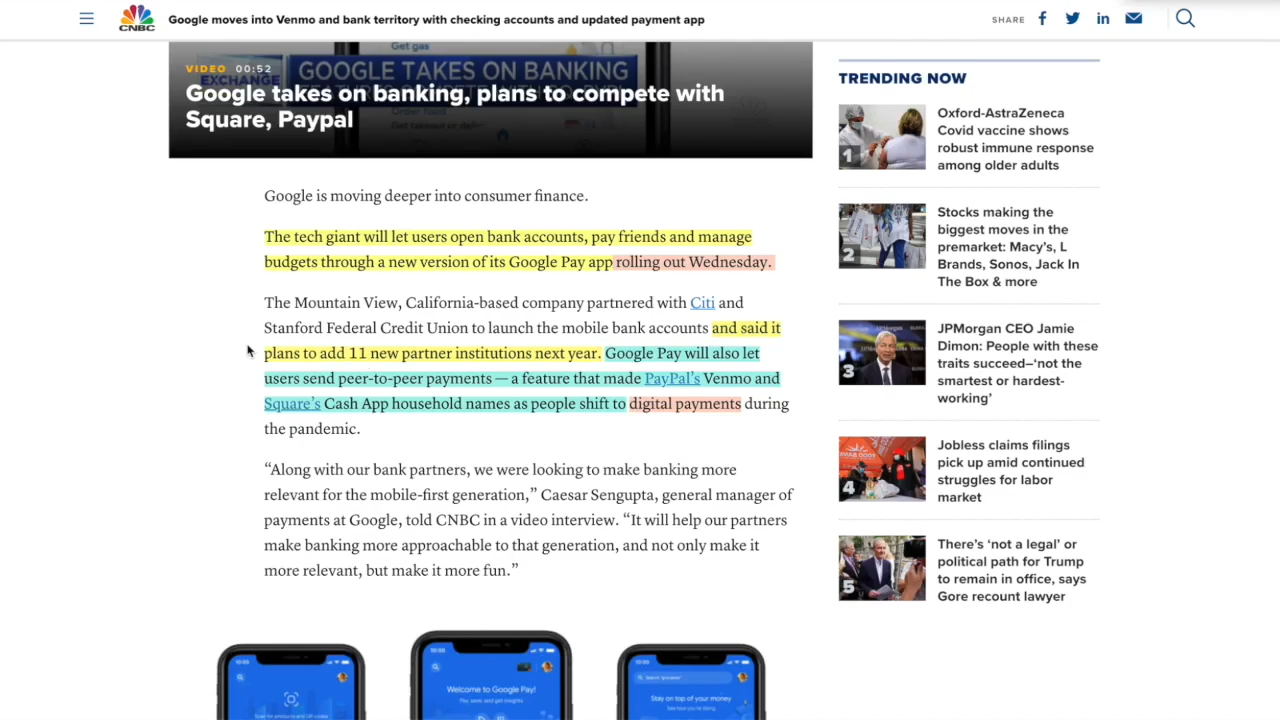 CNBC
Google moves into Venmo and bank territory with checking accounts and updated payment app
SHARE
Get gas
VIDEO 00:52
EXCHANGE
GOOGLE TAKES ON BANKING
Google takes on banking, plans to compete with
Square, Paypal
Google is moving deeper into consumer finance.
The tech giant will let users open bank accounts, pay friends and manage
budgets through a new version of its Google Pay app rolling out Wednesday.
The Mountain View, California-based company partnered with Citi and
Stanford Federal Credit Union to launch the mobile bank accounts and said it
plans to add 11 new partner institutions next year. Google Pay will also let
users send peer-to-peer payments — a feature that made PayPal’s Venmo and
Square’s Cash App household names as people shift to digital payments during
the pandemic.
“Along with our bank partners, we were looking to make banking more
relevant for the mobile-first generation,” Caesar Sengupta, general manager of
payments at Google, told CNBC in a video interview. “It will help our partners
make banking more approachable to that generation, and not only make it
more relevant, but make it more fun.”
Welcome to Google Pay!
Pay, save and get insights
Stay on top of your money
TRENDING NOW
1
Oxford-AstraZeneca
Covid vaccine shows
robust immune response
among older adults
2
Stocks making the
biggest moves in the
premarket: Macy’s, L
Brands, Sonos, Jack In
The Box & more
3
JPMorgan CEO Jamie
Dimon: People with these
traits succeed–‘not the
smartest or hardest-
working’
4
Jobless claims filings
pick up amid continued
struggles for labor
market
5
There’s ‘not a legal’ or
political path for Trump
to remain in office, says
Gore recount lawyer